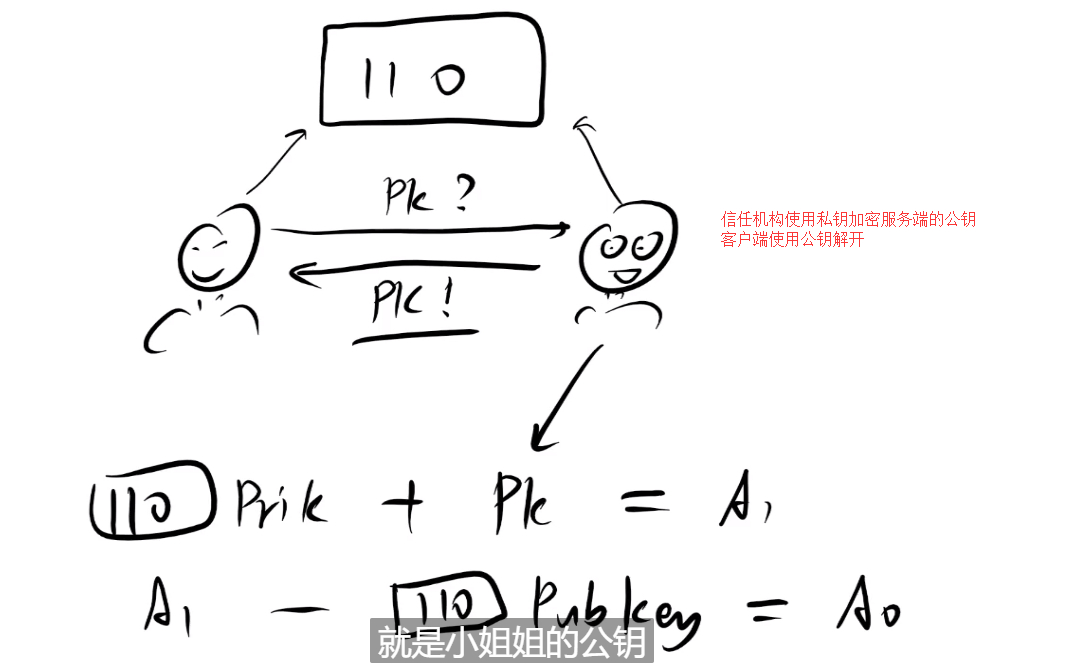 110
PK ?
PK !
信任机构使用私钥加密服务端的公钥
客户端使用公钥解开
110 Prik + Pk = A1
A1 — 110 Pubkey = A0
就是小姐姐的公钥